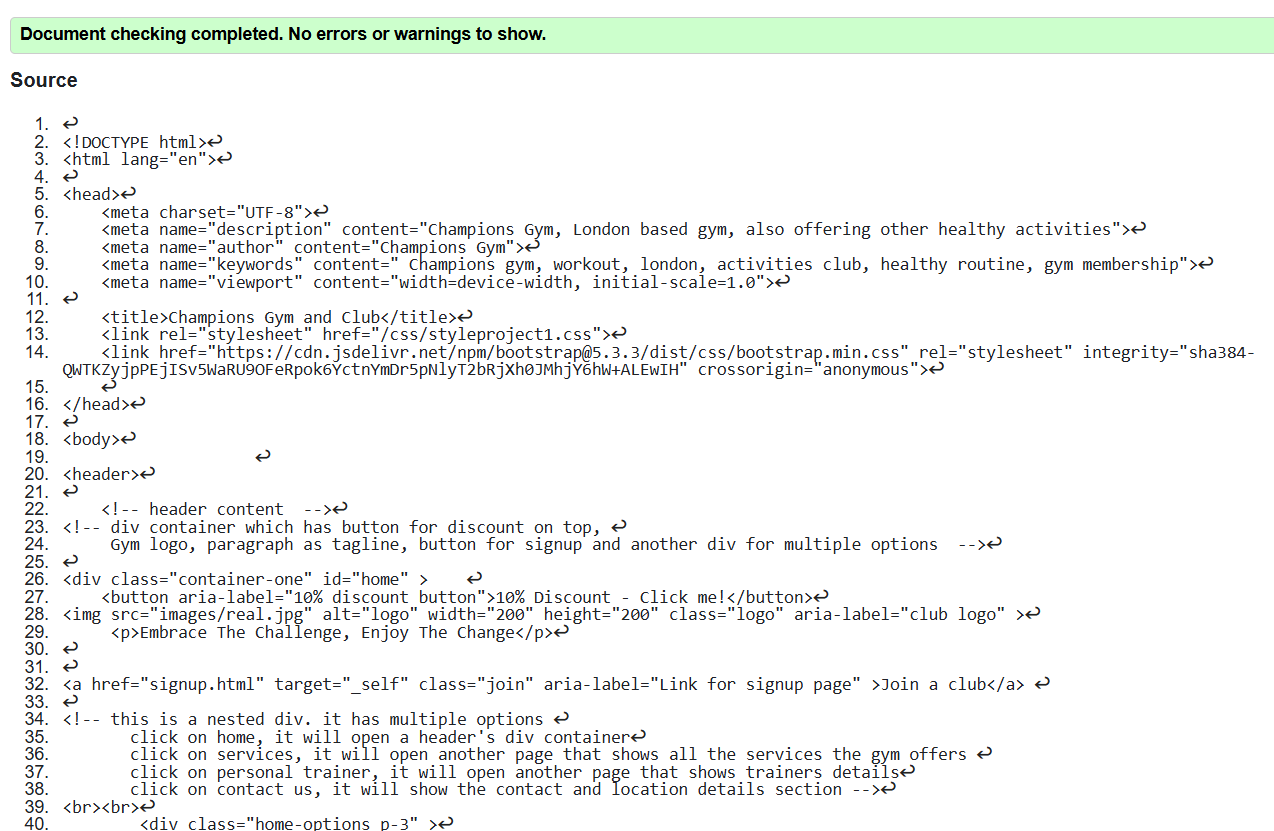 Document checking completed. No errors or warnings to show.
Source
1. ↩
2. <!DOCTYPE html>↩
3. <html lang="en">↩
4. ↩
5. <head>↩
6.     <meta charset="UTF-8">↩
7.     <meta name="description" content="Champions Gym, London based gym, also offering other healthy activities">↩
8.     <meta name="author" content="Champions Gym">↩
9.     <meta name="keywords" content=" Champions gym, workout, london, activities club, healthy routine, gym membership">↩
10.     <meta name="viewport" content="width=device-width, initial-scale=1.0">↩
11. ↩
12.     <title>Champions Gym and Club</title>↩
13.     <link rel="stylesheet" href="/css/styleproject1.css">↩
14.     <link href="https://cdn.jsdelivr.net/npm/bootstrap@5.3.3/dist/css/bootstrap.min.css" rel="stylesheet" integrity="sha384-
QWTKZyjpPEjISv5WaRU9OFeRpok6YctnYmDr5pNlyT2bRjXh0JMhjY6hW+ALEwIH" crossorigin="anonymous">↩
15.     ↩
16. </head>↩
17. ↩
18. <body>↩
19.                     ↩
20. <header>↩
21. ↩
22.     <!-- header content  -->↩
23. <!-- div container which has button for discount on top, ↩
24.      Gym logo, paragraph as tagline, button for signup and another div for multiple options  -->↩
25. ↩
26. <div class="container-one" id="home" >    ↩
27.     <button aria-label="10% discount button">10% Discount - Click me!</button>↩
28. <img src="images/real.jpg" alt="logo" width="200" height="200" class="logo" aria-label="club logo" >↩
29.      <p>Embrace The Challenge, Enjoy The Change</p>↩
30. ↩
31. ↩
32. <a href="signup.html" target="_self" class="join" aria-label="Link for signup page" >Join a club</a> ↩
33. ↩
34. <!-- this is a nested div. it has multiple options ↩
35.        click on home, it will open a header's div container↩
36.        click on services, it will open another page that shows all the services the gym offers ↩
37.        click on personal trainer, it will open another page that shows trainers details↩
38.        click on contact us, it will show the contact and location details section -->↩
39. <br><br>↩
40.         <div class="home-options p-3" >↩